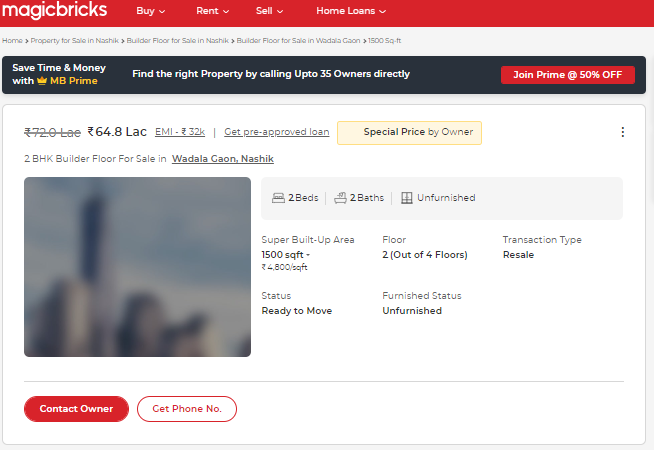 magicbricks Buy Rent Sell Home Loans
Home > Property for Sale in Nashik > Builder Floor for Sale in Nashik > Builder Floor for Sale in Wadala Gaon > 1500 Sq-ft
Save Time & Money
with MB Prime
Find the right Property by calling Upto 35 Owners directly
Join Prime @ 50% OFF
₹72.0 Lac ₹64.8 Lac EMI - ₹ 32k | Get pre-approved loan Special Price by Owner
2 BHK Builder Floor For Sale in Wadala Gaon, Nashik
2 Beds 2 Baths Unfurnished
Super Built-Up Area Floor Transaction Type
1500 sqft 2 (Out of 4 Floors) Resale
₹ 4,800/sqft
Status Furnished Status
Ready to Move Unfurnished
Contact Owner Get Phone No.